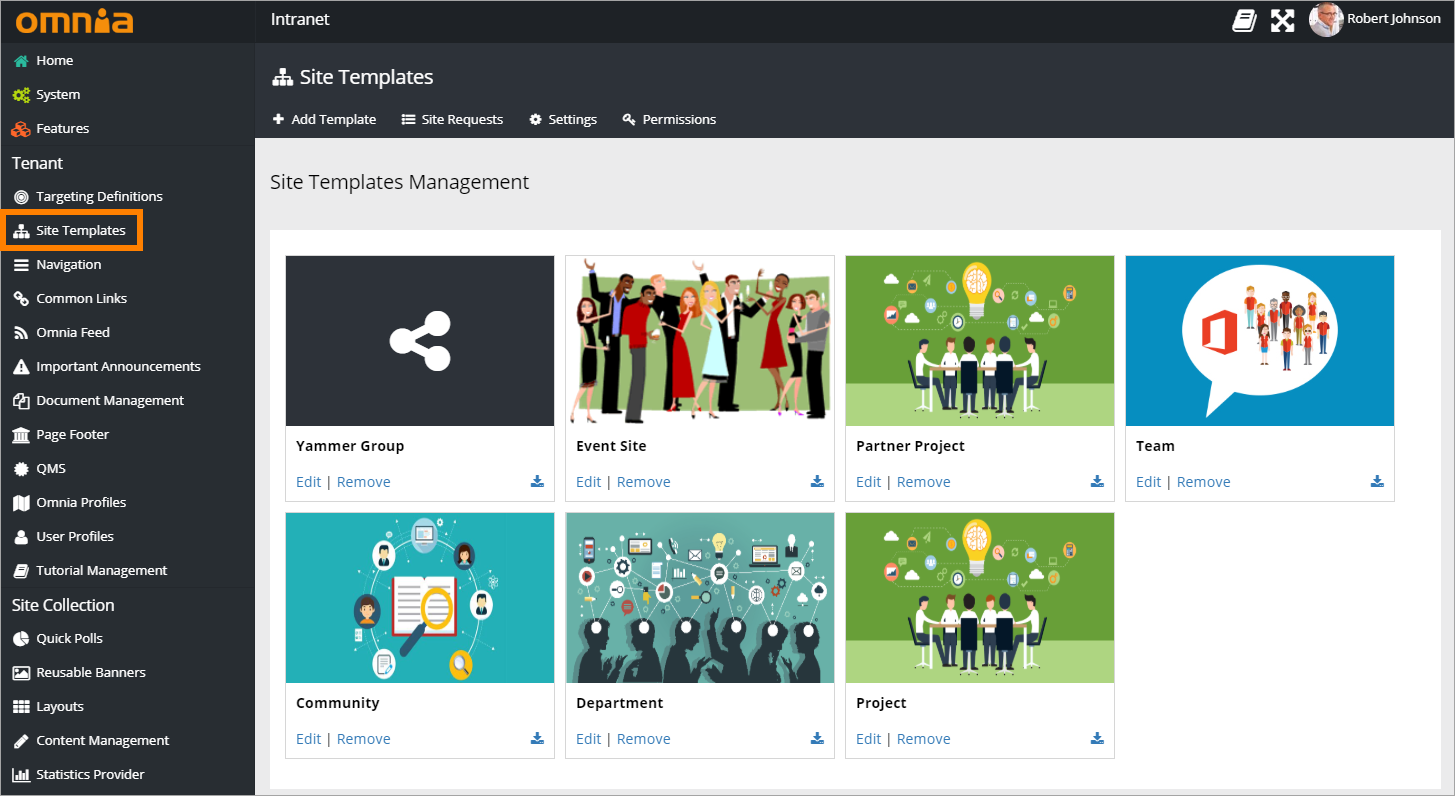 omnia
Intranet
Robert Johnson
Home
System
Features
Tenant
Targeting Definitions
Site Templates
Navigation
Common Links
Omnia Feed
Important Announcements
Document Management
Page Footer
QMS
Omnia Profiles
User Profiles
Tutorial Management
Site Collection
Quick Polls
Reusable Banners
Layouts
Content Management
Statistics Provider
Site Templates
Add Template Site Requests Settings Permissions
Site Templates Management
Yammer Group
Edit | Remove
Event Site
Edit | Remove
Partner Project
Edit | Remove
Team
Edit | Remove
Community
Edit | Remove
Department
Edit | Remove
Project
Edit | Remove